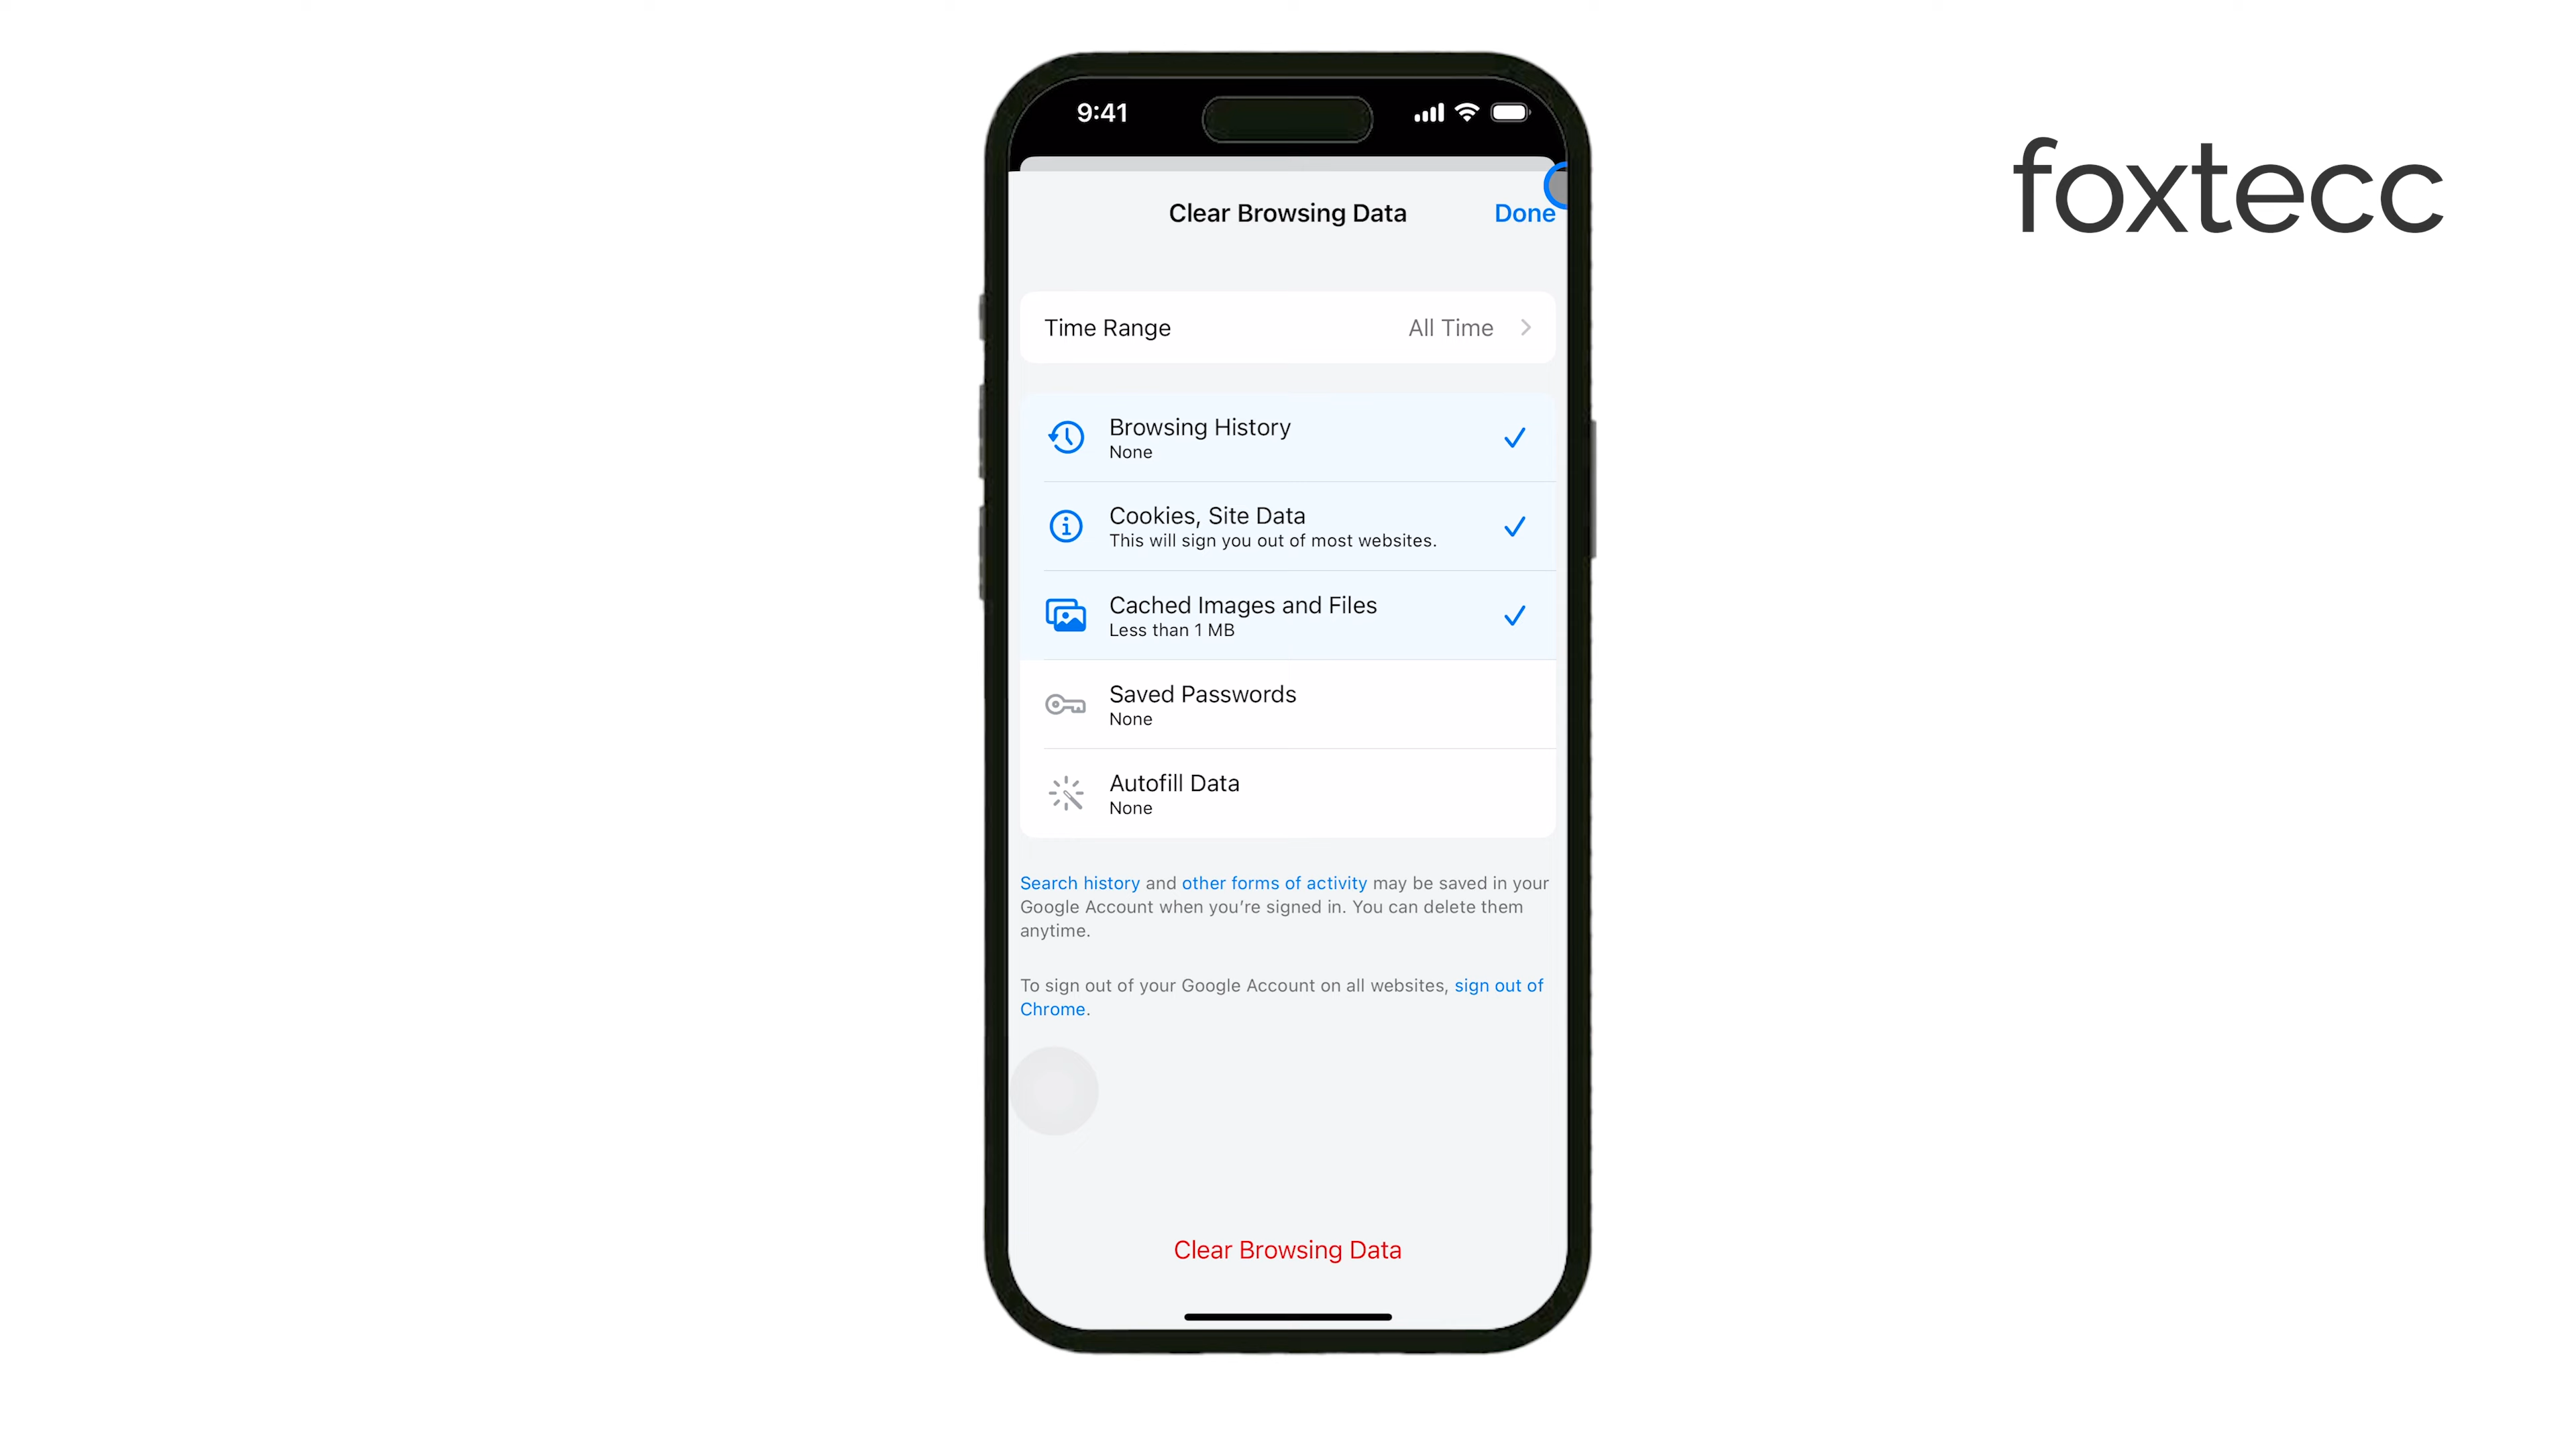 9:41
foxtecc
Clear Browsing Data
Done
Time Range
All Time
Browsing History
None
Cookies, Site Data
This will sign you out of most websites.
Cached Images and Files
Less than 1 MB
Saved Passwords
None
Autofill Data
None
Search history and other forms of activity may be saved in your
Google Account when you’re signed in. You can delete them
anytime.
To sign out of your Google Account on all websites, sign out of
Chrome.
Clear Browsing Data